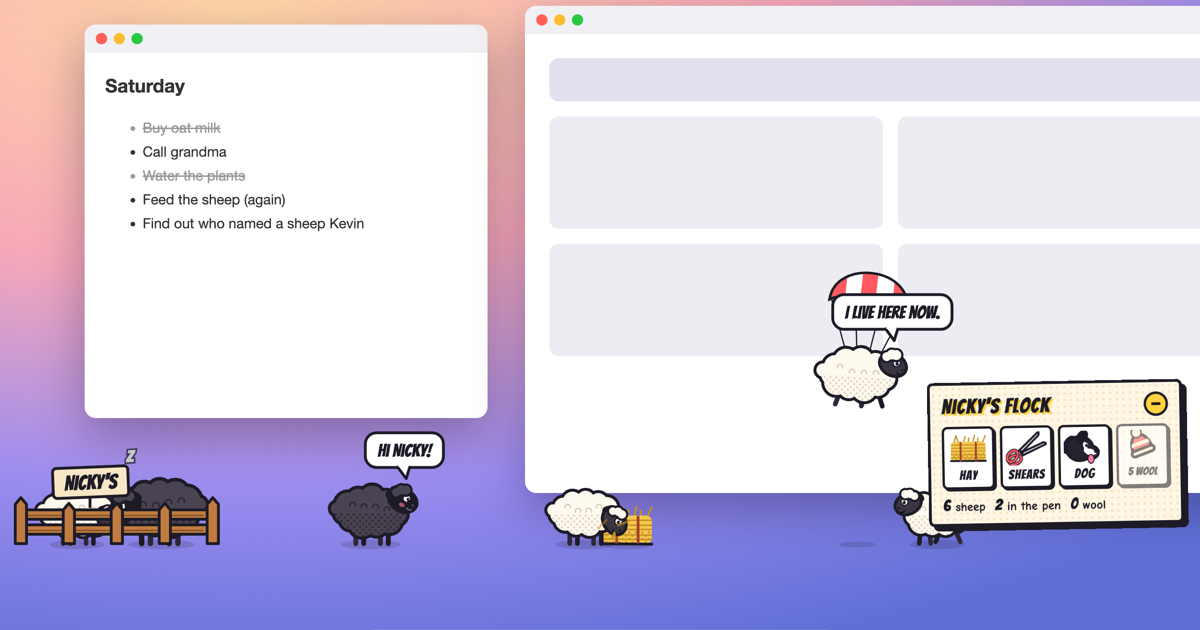 Saturday
Buy oat milk
Call grandma
Water the plants
Feed the sheep (again)
Find out who named a sheep Kevin
I LIVE HERE NOW.
NICKY'S FLOCK
HAY
SHEARS
DOG
5 WOOL
6 sheep 2 in the pen 0 wool
HI NICKY!
Z
NICKY'S